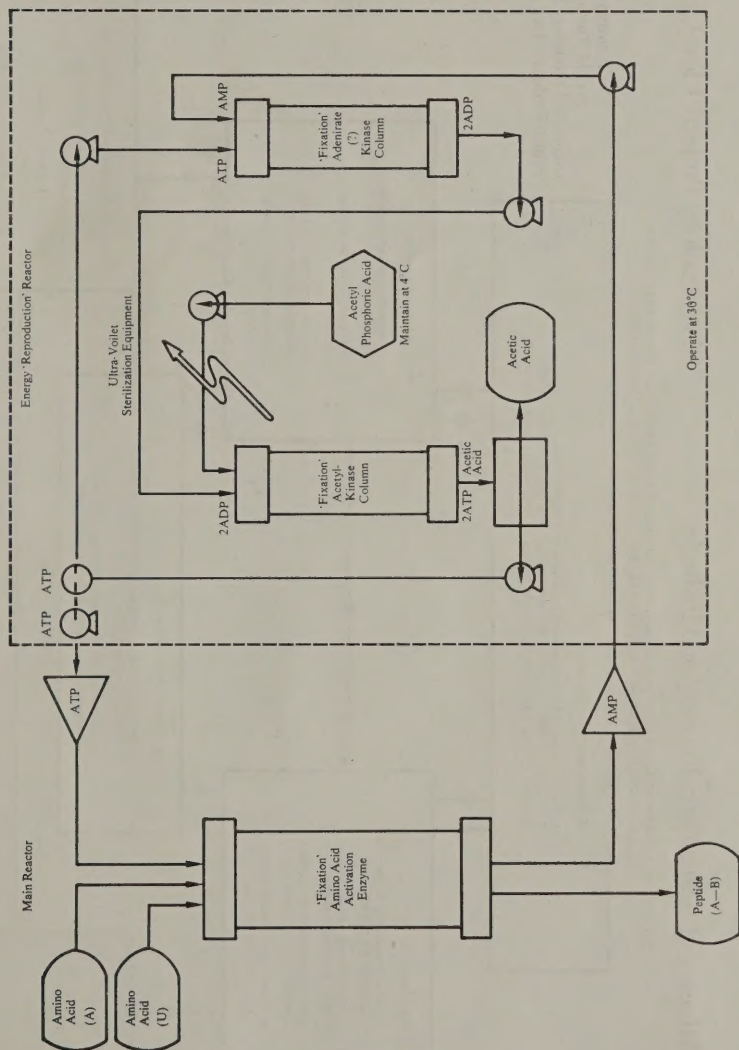 Main Reactor
Amino
Acid
(A)
Amino
Acid
(U)
'Fixation'
Amino Acid
Activation
Enzyme
Peptide
(A—B)
ATP
AMP
Energy 'Reproduction' Reactor
ATP
ATP
Ultra-Voilet
Sterilization Equipment
2ADP
'Fixation'
Acetyl-
Kinase
Column
2ATP
Acetic
Acid
Acetyl
Phosphoric Acid
Maintain at 4°C
Acetic
Acid
ATP
AMP
'Fixation'
Adenirate
(?)
Kinase
Column
2ADP
Operate at 30°C